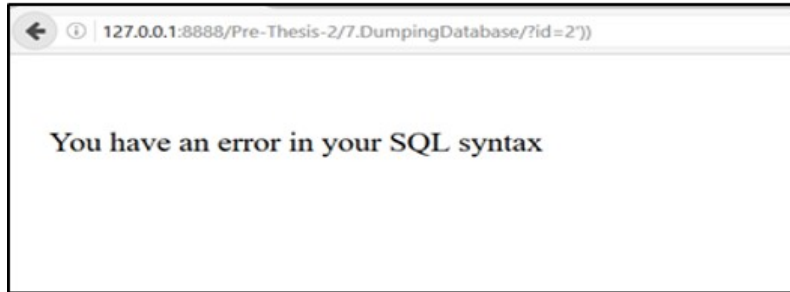 127.0.0.1:8888/Pre-Thesis-2/7.DumpingDatabase/?id=2'))
You have an error in your SQL syntax